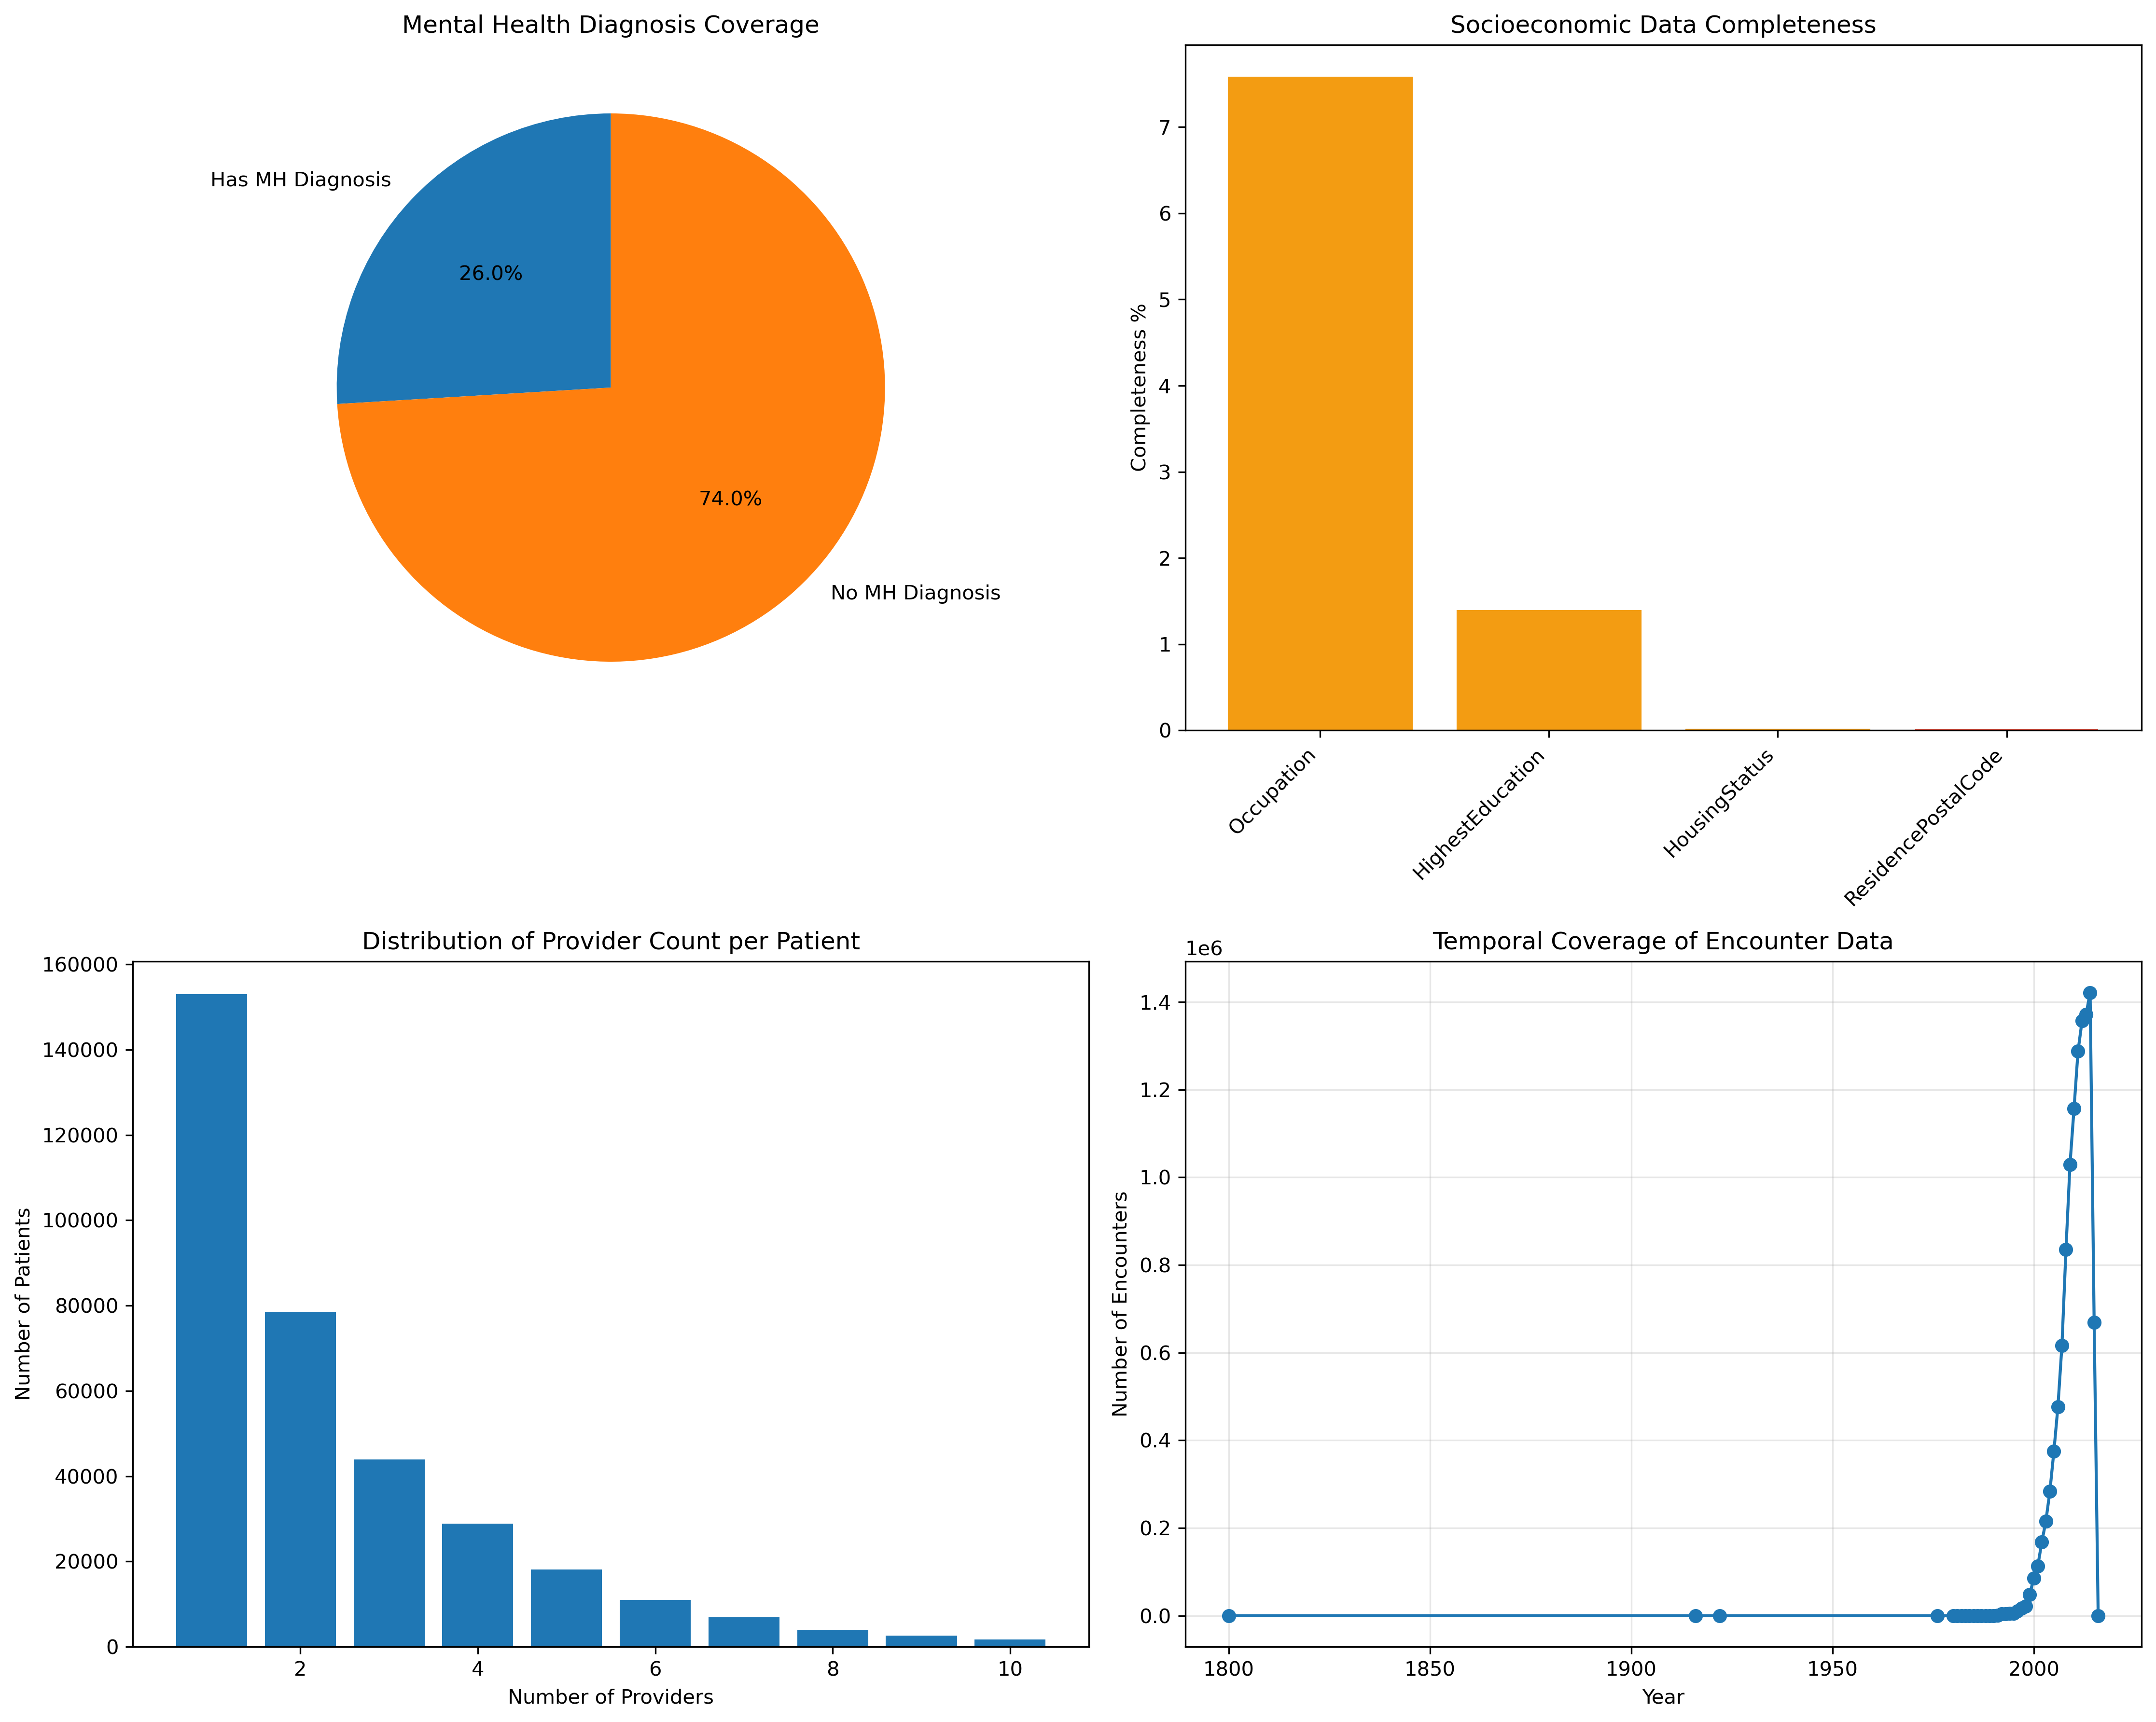 Mental Health Diagnosis Coverage
Has MH Diagnosis
26.0%
74.0%
No MH Diagnosis
Socioeconomic Data Completeness
Completeness %
7
6
5
4
3
2
1
0
Occupation
HighestEducation
HousingStatus
ResidencePostalCode
Distribution of Provider Count per Patient
Number of Patients
160000
140000
120000
100000
80000
60000
40000
20000
0
2
4
6
8
10
Number of Providers
Temporal Coverage of Encounter Data
1e6
Number of Encounters
1.4
1.2
1.0
0.8
0.6
0.4
0.2
0.0
1800
1850
1900
1950
2000
Year